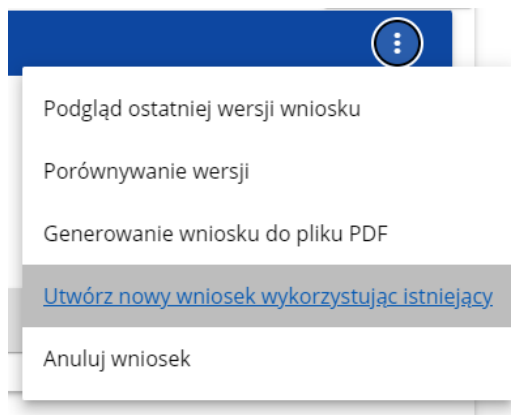 Podgląd ostatniej wersji wniosku
Porównywanie wersji
Generowanie wniosku do pliku PDF
Utwórz nowy wniosek wykorzystując istniejący
Anuluj wniosek